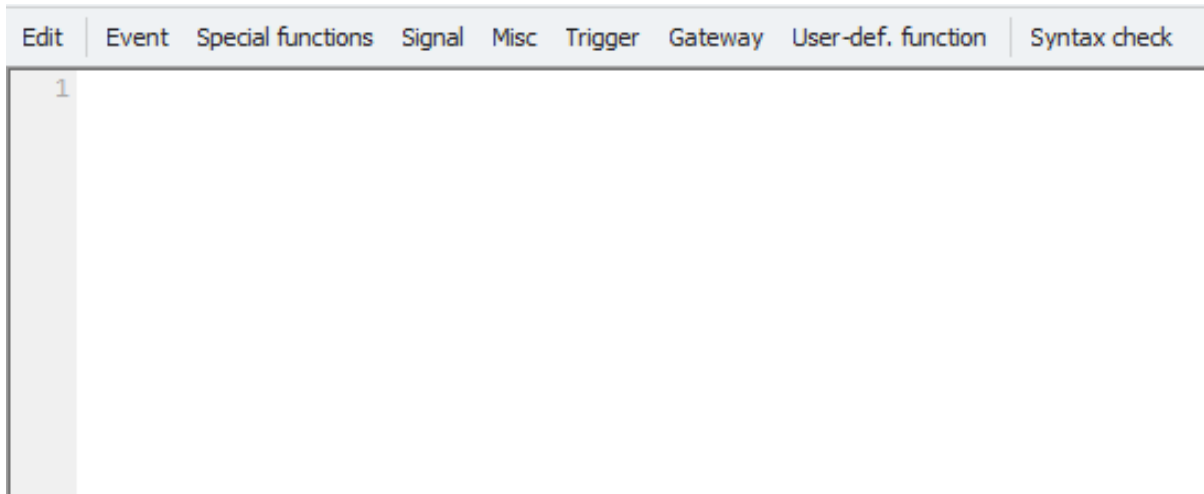 Edit Event Special functions Signal Misc Trigger Gateway User-def. function Syntax check
1